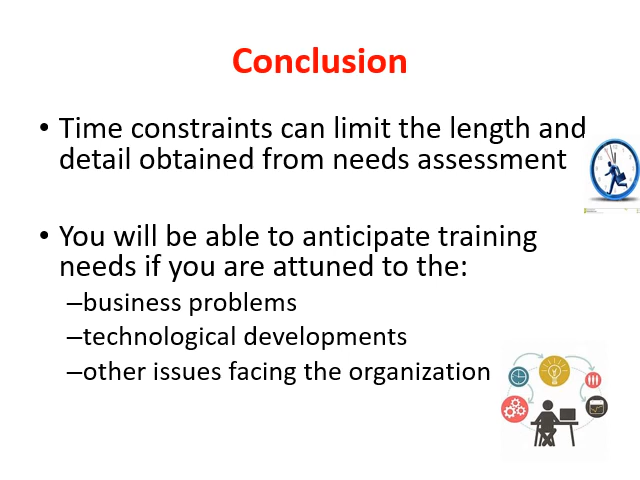 Conclusion
• Time constraints can limit the length and
detail obtained from needs assessment
• You will be able to anticipate training
needs if you are attuned to the:
–business problems
–technological developments
–other issues facing the organization